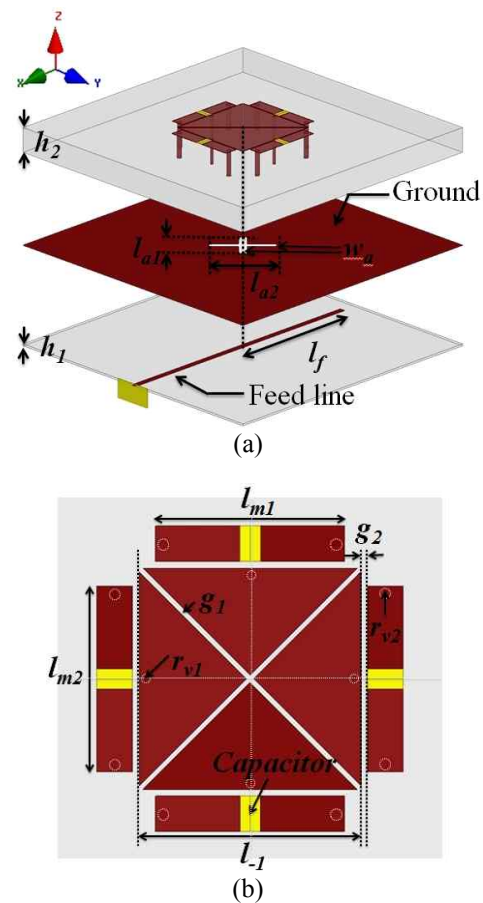 Z
X
Y
h2
Ground
la1
wa
la2
h1
lf
Feed line
(a)
lm1
g2
g1
rv2
rv1
lm2
Capacitor
l-1
(b)